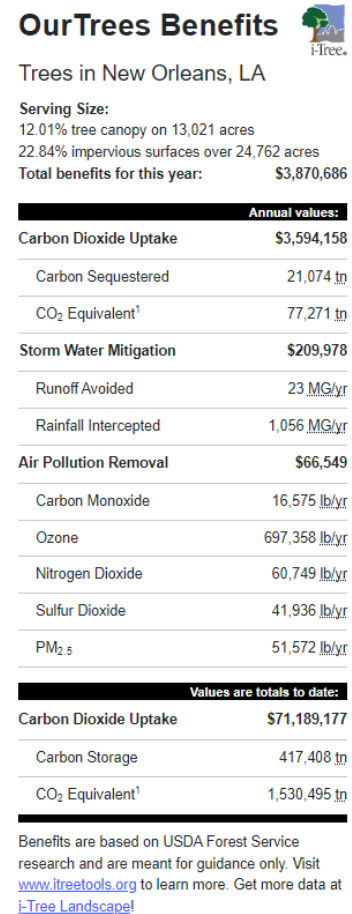 OurTrees Benefits
i-Tree®
Trees in New Orleans, LA
Serving Size:
12.01% tree canopy on 13,021 acres
22.84% impervious surfaces over 24,762 acres
Total benefits for this year: $3,870,686
Annual values:
Carbon Dioxide Uptake $3,594,158
Carbon Sequestered 21,074 tn
CO₂ Equivalent¹ 77,271 tn
Storm Water Mitigation $209,978
Runoff Avoided 23 MG/yr
Rainfall Intercepted 1,056 MG/yr
Air Pollution Removal $66,549
Carbon Monoxide 16,575 lb/yr
Ozone 697,358 lb/yr
Nitrogen Dioxide 60,749 lb/yr
Sulfur Dioxide 41,936 lb/yr
PM₂.₅ 51,572 lb/yr
Values are totals to date:
Carbon Dioxide Uptake $71,189,177
Carbon Storage 417,408 tn
CO₂ Equivalent¹ 1,530,495 tn
Benefits are based on USDA Forest Service
research and are meant for guidance only. Visit
www.itreetools.org to learn more. Get more data at
i-Tree Landscape!